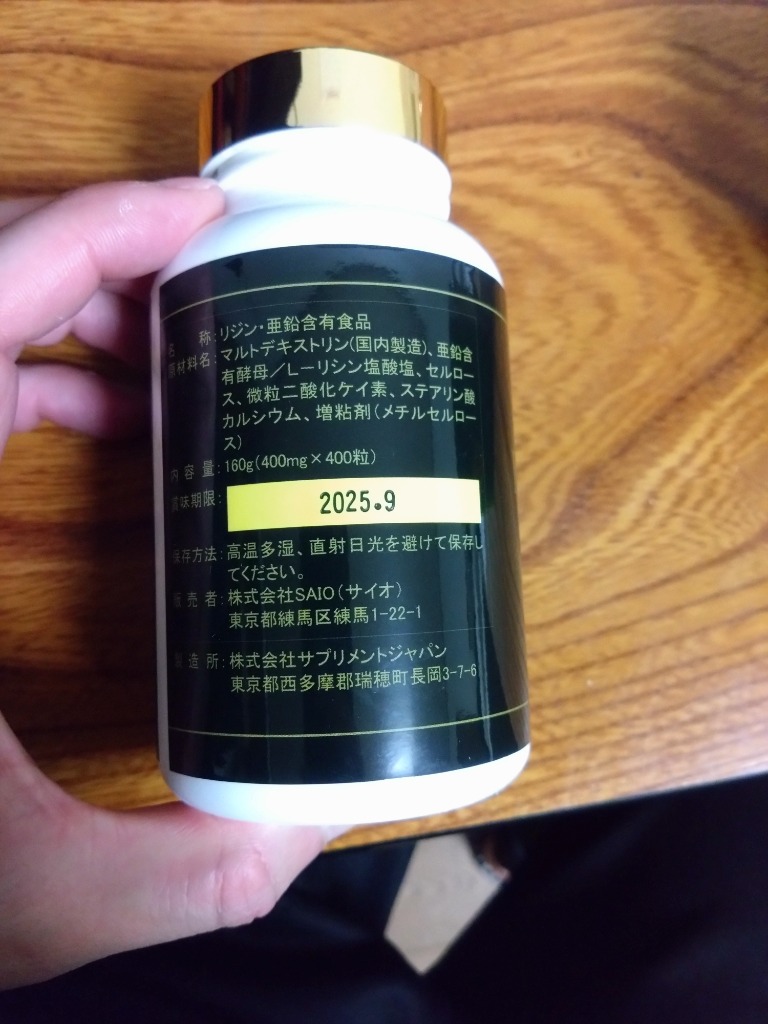 名 称:リジン・亜鉛含有食品
原材料名:マルトデキストリン(国内製造)、亜鉛含
有酵母/L-リシン塩酸塩、セルロー
ス、微粒二酸化ケイ素、ステアリン酸
カルシウム、増粘剤(メチルセルロー
ス)
内 容 量:160g(400mg×400粒)
賞味期限:2025.9
保存方法:高温多湿、直射日光を避けて保存し
てください。
販 売 者:株式会社SAIO(サイオ)
東京都練馬区練馬1-22-1
製 造 所:株式会社サプリメントジャパン
東京都西多摩郡瑞穂町長岡3-7-6